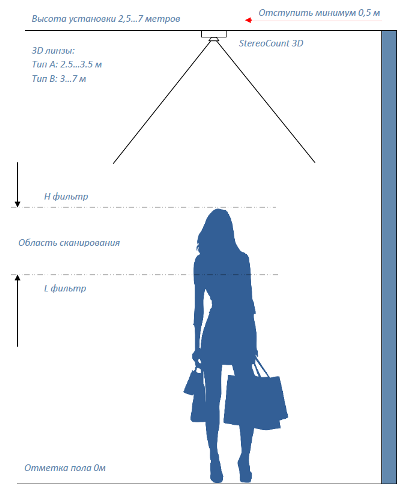 Высота установки 2,5...7 метров
Отступить минимум 0,5 м
StereoCount 3D
3D линзы:
Тип А: 2.5...3.5 м
Тип В: 3...7 м
Н фильтр
Область сканирования
L фильтр
Отметка пола 0м